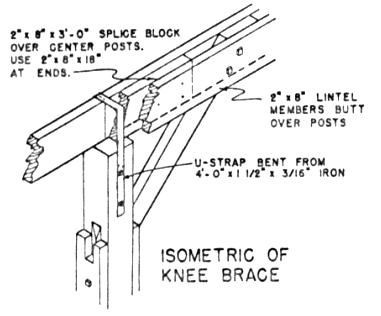 2" x 8" x 3'-0" SPLICE BLOCK
OVER CENTER POSTS.
USE 2" x 8" x 18"
AT ENDS.
2" x 8" LINTEL
MEMBERS BUTT
OVER POSTS
U-STRAP BENT FROM
4'-0" x 1 1/2" x 3/16" IRON
ISOMETRIC OF
KNEE BRACE